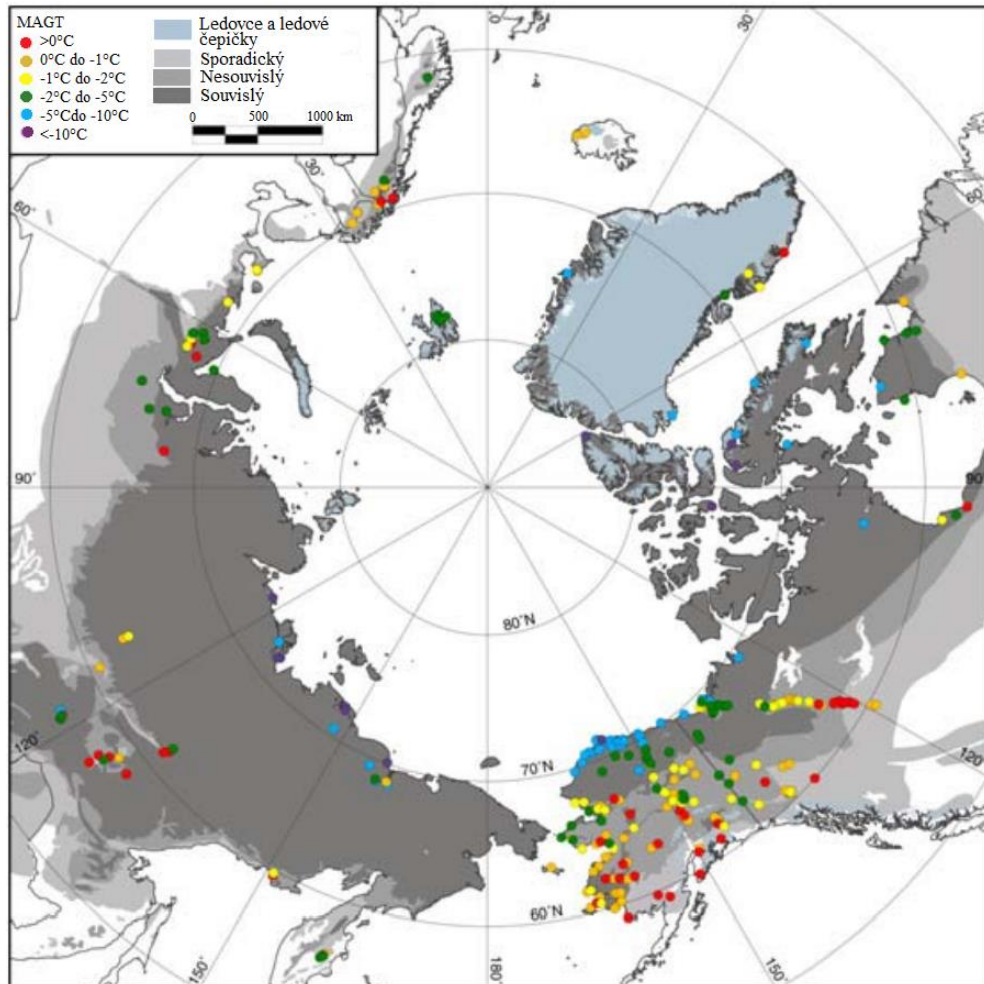 MAGT
>0°C
0°C do -1°C
-1°C do -2°C
-2°C do -5°C
-5°Cdo -10°C
<-10°C
Ledovce a ledové
čepičky
Sporadický
Nesouvislý
Souvislý
0 500 1000 km
0°
30°
30°
60°
60°
90°
90°
80°N
120°
120°
70°N
60°N
150°
180°
150°